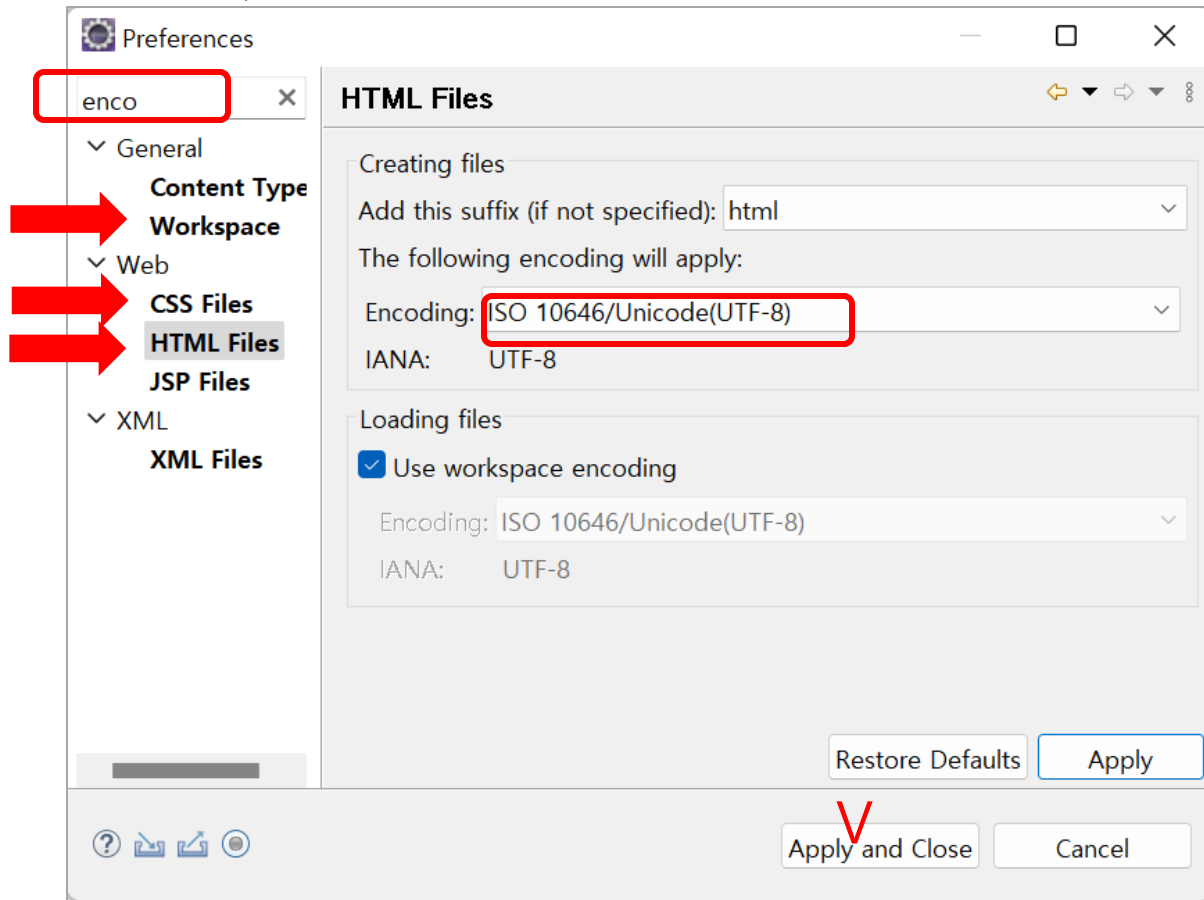 Preferences
enco
General
Content Type
Workspace
Web
CSS Files
HTML Files
JSP Files
XML
XML Files
HTML Files
Creating files
Add this suffix (if not specified): html
The following encoding will apply:
Encoding: ISO 10646/Unicode(UTF-8)
IANA: UTF-8
Loading files
Use workspace encoding
Encoding: ISO 10646/Unicode(UTF-8)
IANA: UTF-8
Restore Defaults Apply
V
Apply and Close Cancel